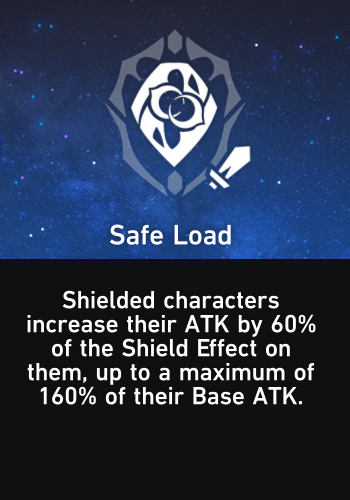 Safe Load
Shielded characters
increase their ATK by 60%
of the Shield Effect on
them, up to a maximum of
160% of their Base ATK.